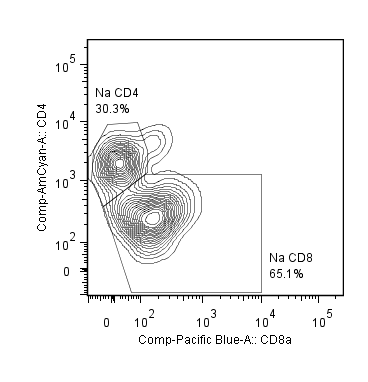 10^5
Na CD4
30.3%
10^4
10^3
10^2
0
Comp-AmCyan-A:: CD4
Na CD8
65.1%
0 10^2 10^3 10^4 10^5
Comp-Pacific Blue-A:: CD8a